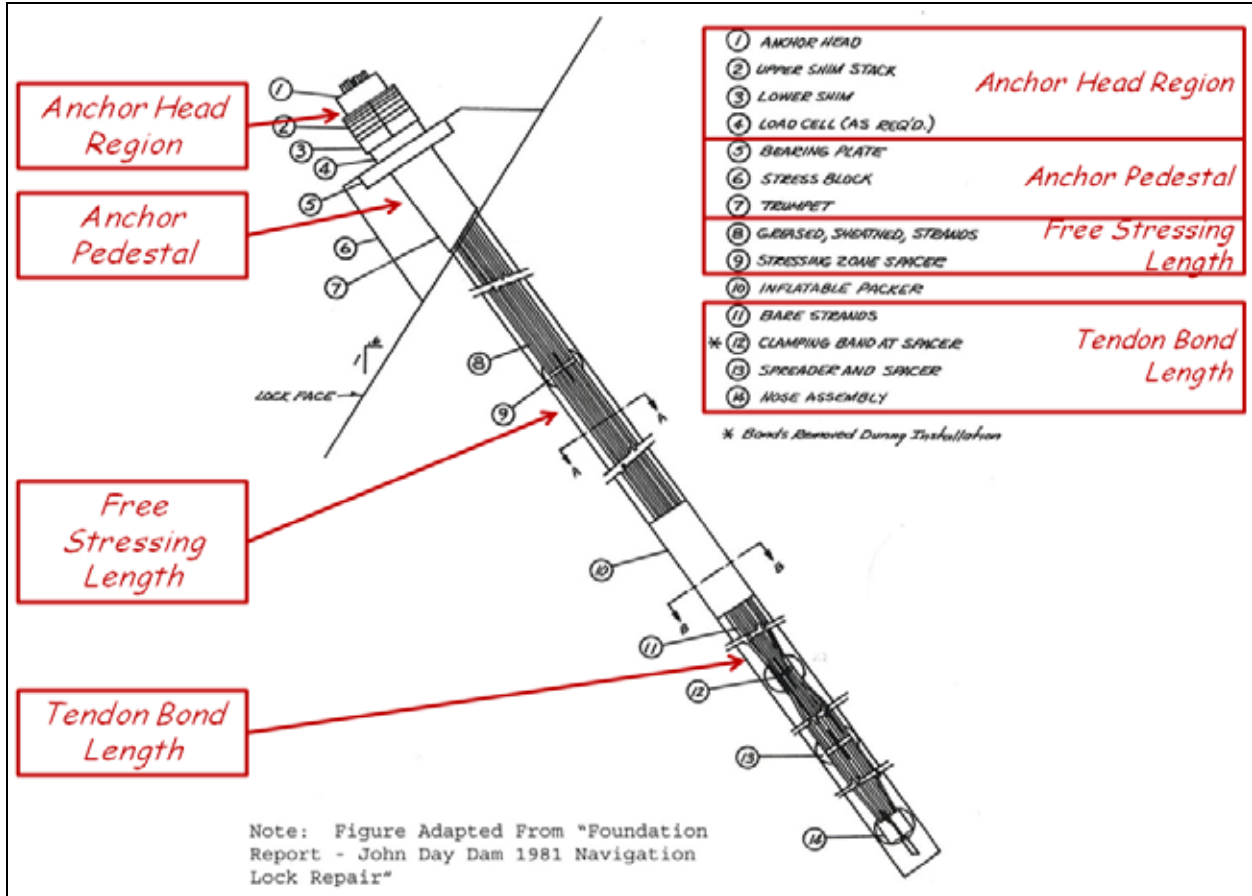 Anchor Head
Region
Anchor
Pedestal
Free
Stressing
Length
Tendon Bond
Length
1
2
3
4
5
6
7
LOCK FACE
1
8
9
A
A
10
B
B
11
12
13
14
1 ANCHOR HEAD
2 UPPER SHIM STACK
3 LOWER SHIM
4 LOAD CELL (AS REQ'D.)
Anchor Head Region
5 BEARING PLATE
6 STRESS BLOCK
7 TRUMPET
Anchor Pedestal
8 GREASED, SHEATHED, STRANDS
9 STRESSING ZONE SPACER
Free Stressing
Length
10 INFLATABLE PACKER
11 BARE STRANDS
* 12 CLAMPING BAND AT SPACER
13 SPREADER AND SPACER
14 NOSE ASSEMBLY
Tendon Bond
Length
* Bands Removed During Installation
Note: Figure Adapted From "Foundation
Report - John Day Dam 1981 Navigation
Lock Repair"